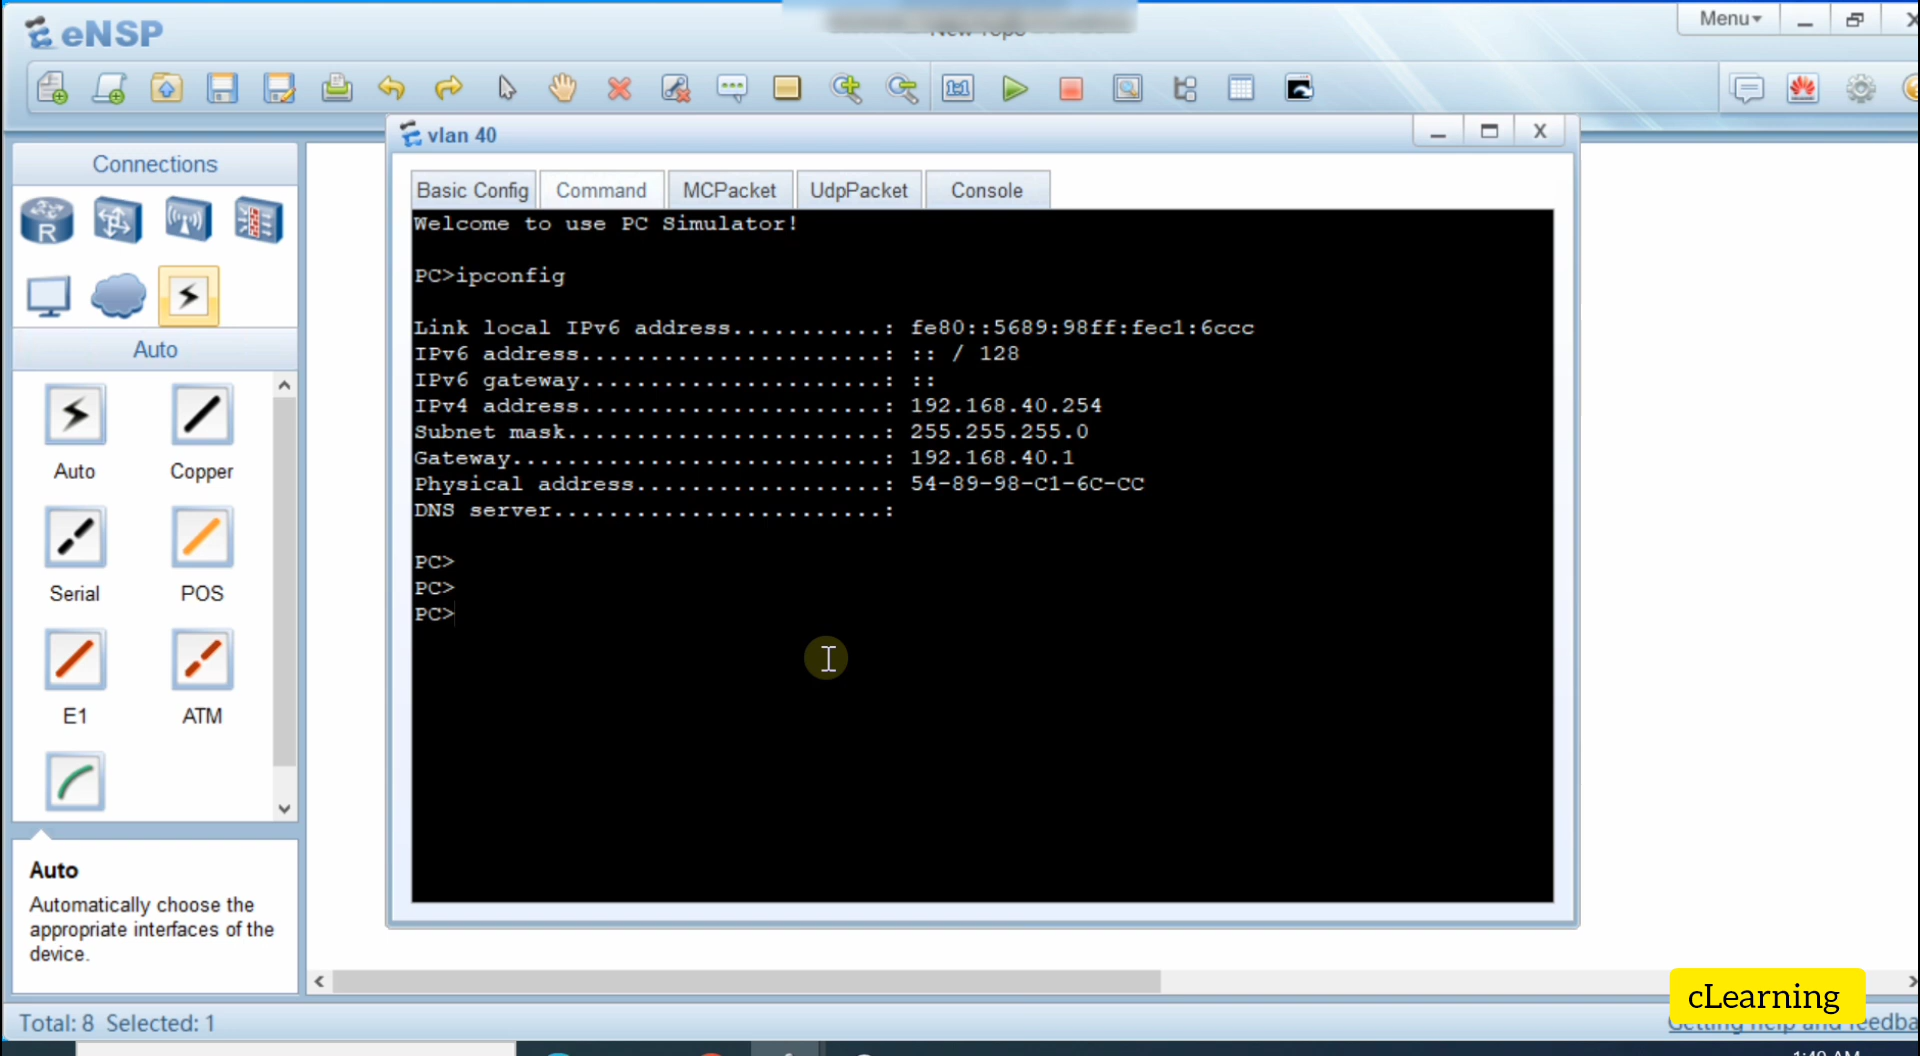 eNSP
Menu
vlan 40
Connections
Basic Config
Command
MCPacket
UdpPacket
Console
Welcome to use PC Simulator!
PC>ipconfig
Link local IPv6 address...........: fe80::5689:98ff:fec1:6ccc
IPv6 address......................: :: / 128
IPv6 gateway......................: ::
IPv4 address......................: 192.168.40.254
Subnet mask.......................: 255.255.255.0
Gateway...........................: 192.168.40.1
Physical address..................: 54-89-98-C1-6C-CC
DNS server........................:
PC>
PC>
PC>
R
Auto
Auto
Copper
Serial
POS
E1
ATM
Auto
Automatically choose the
appropriate interfaces of the
device.
cLearning
Total: 8 Selected: 1